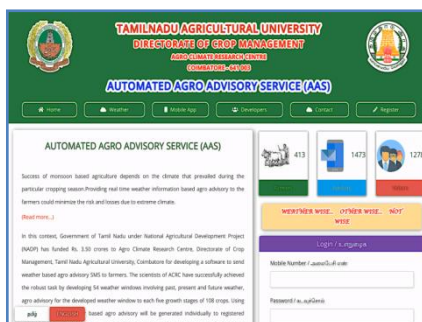 TAMILNADU AGRICULTURAL UNIVERSITY
DIRECTORATE OF CROP MANAGEMENT
AGRO CLIMATE RESEARCH CENTRE
COIMBATORE- 641 003
AUTOMATED AGRO ADVISORY SERVICE (AAS)
Home Weather Mobile App Developers Contact Register
AUTOMATED AGRO ADVISORY SERVICE (AAS)
Success of monsoon based agriculture depends on the climate that prevailed during the
particular cropping season.Providing real time weather information based agro advisory to the
farmers could minimize the risk and losses due to extreme climate.
(Read more..)
In this context, Government of Tamil Nadu under National Agricultural Development Project
(NADP) has funded Rs. 3.50 crores to Agro Climate Research Centre, Directorate of Crop
Management, Tamil Nadu Agricultural University, Coimbatore for developing a software to send
weather based agro advisory SMS to farmers. The scientists of ACRC have successfully achieved
the robust task by developing 54 weather windows involving past, present and future weather,
agro advisory for the developed weather window to each five growth stages of 108 crops. Using
based agro advisory will be generated individually to registered
தமிழ் ENGLISH
413
1473
127
WEATHER WISE... OTHER WISE... NOT
WISE
Login / உள்நுழைய
Mobile Number / அலைபேசி எண்
Password / கடவுச்சொல்